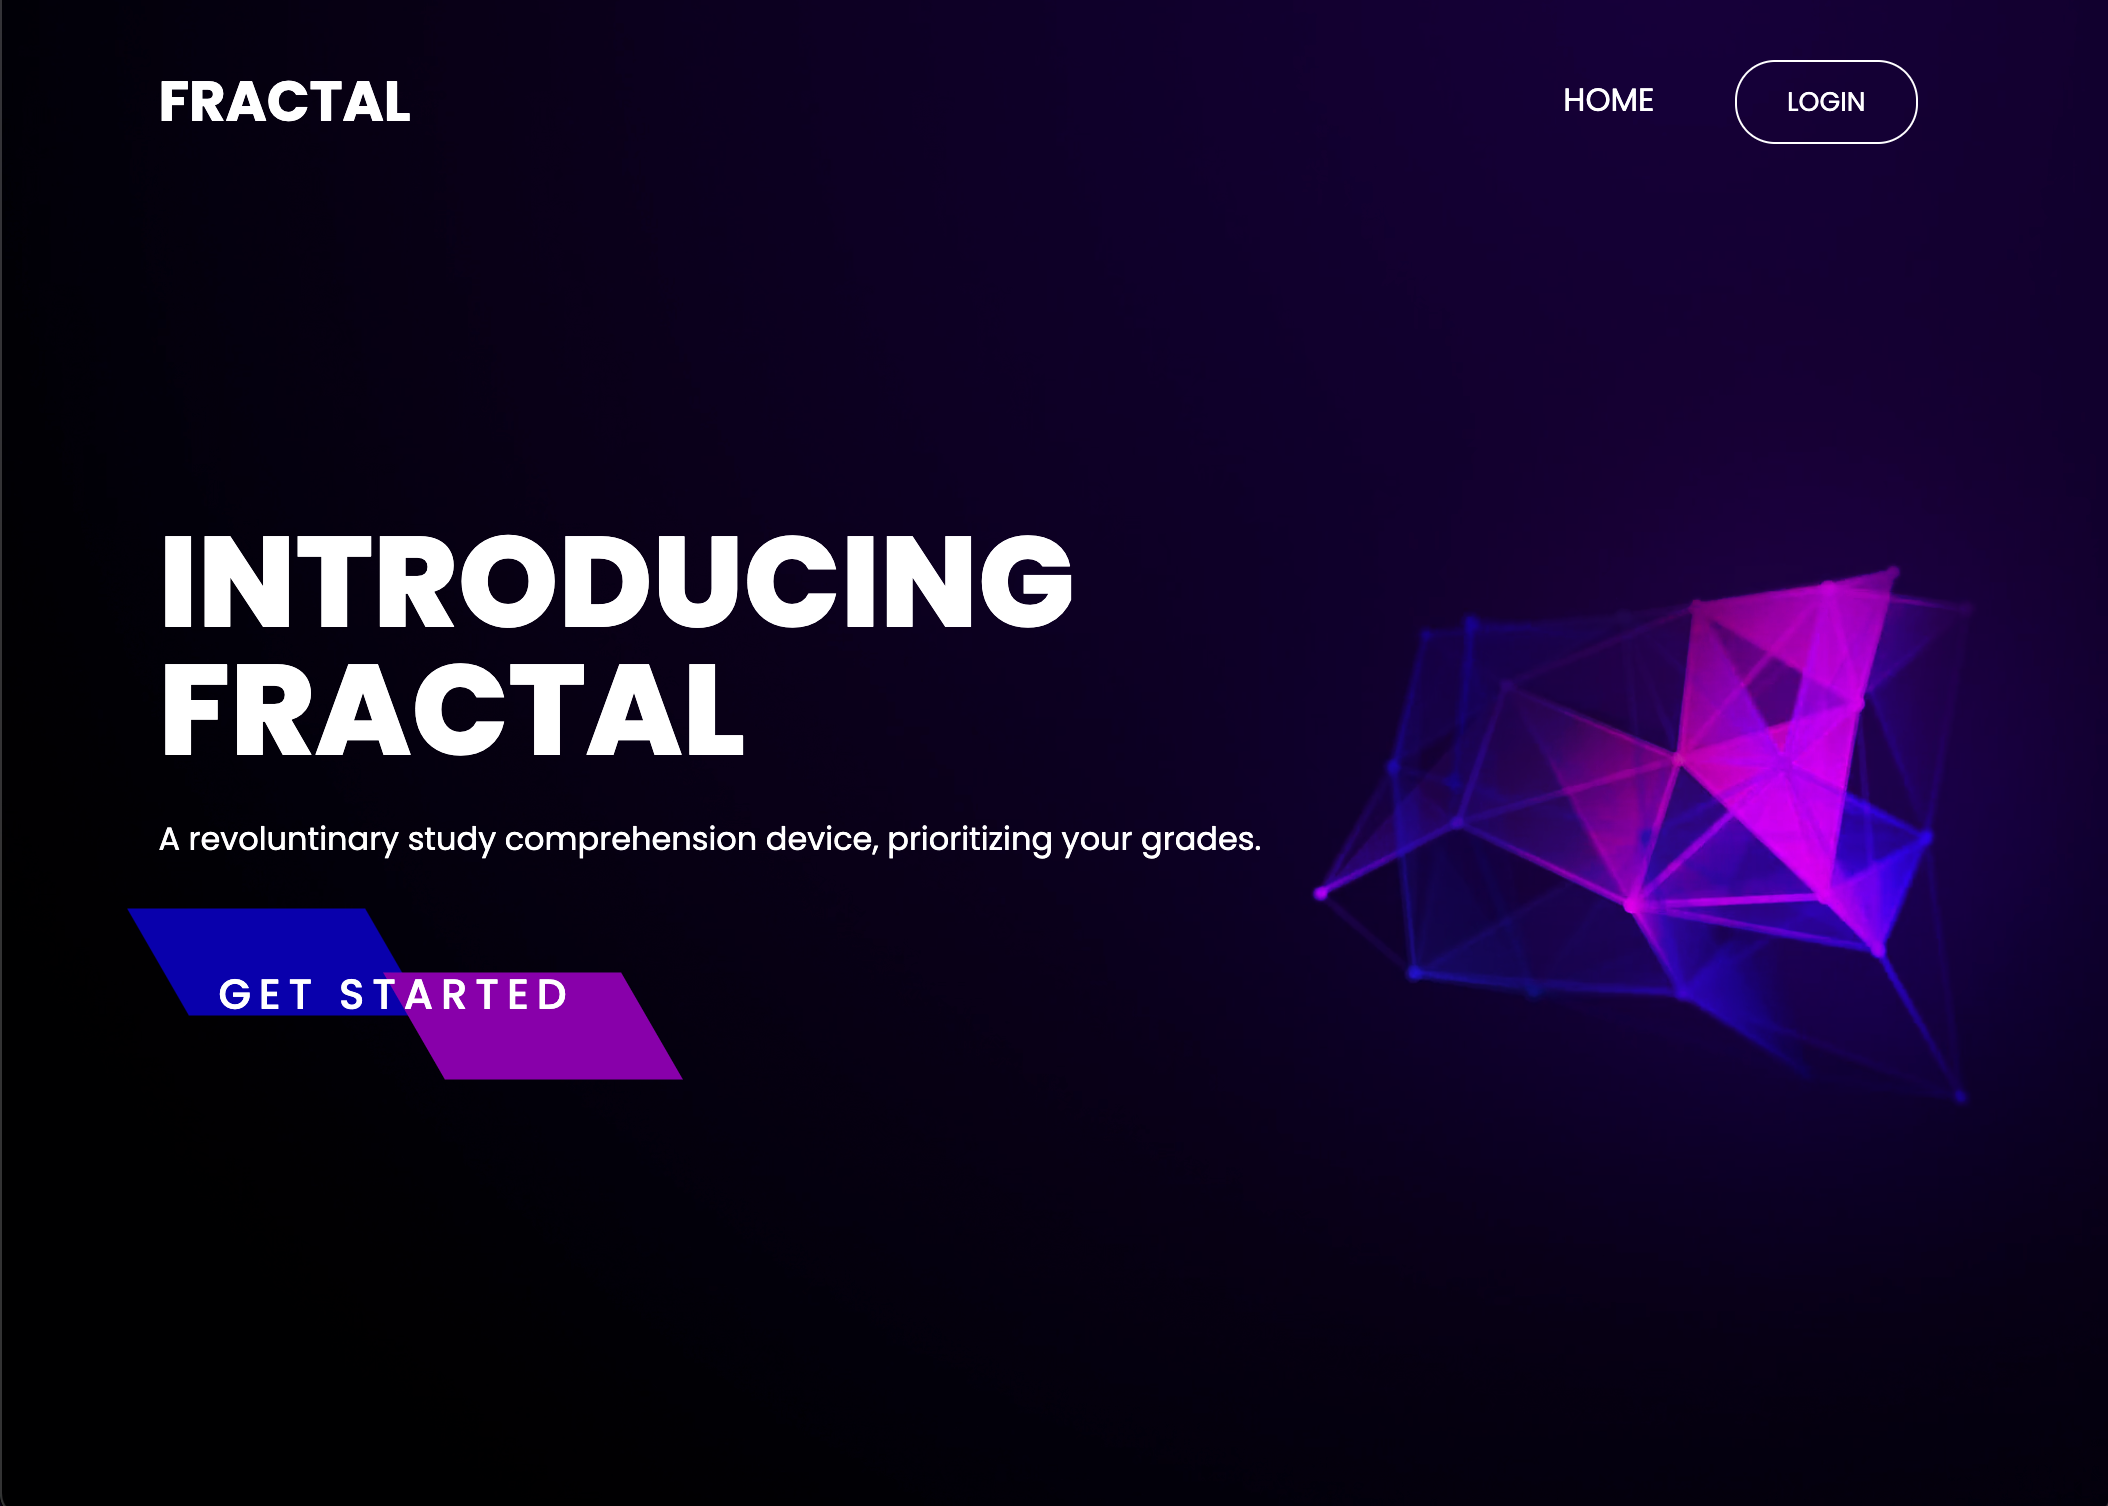 FRACTAL
HOME
LOGIN
INTRODUCING
FRACTAL
A revoluntinary study comprehension device, prioritizing your grades.
GET STARTED